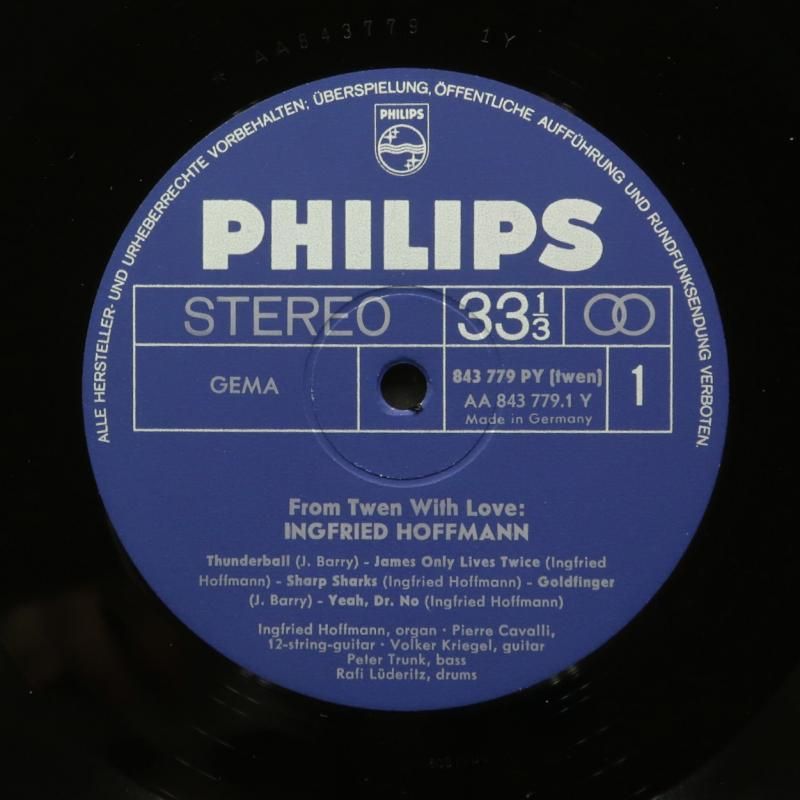 AA843779 1Y
ALLE HERSTELLER- UND URHEBERRECHTE VORBEHALTEN; ÜBERSPIELUNG, ÖFFENTLICHE AUFFÜHRUNG UND RUNDFUNKSENDUNG VERBOTEN.
PHILIPS
PHILIPS
STEREO 33 1/3
GEMA 843 779 PY (twen) 1
AA 843 779.1 Y
Made in Germany
From Twen With Love:
INGFRIED HOFFMANN
Thunderball (J. Barry) – James Only Lives Twice (Ingfried
Hoffmann) – Sharp Sharks (Ingfried Hoffmann) – Goldfinger
(J. Barry) – Yeah, Dr. No (Ingfried Hoffmann)
Ingfried Hoffmann, organ · Pierre Cavalli,
12-string-guitar · Volker Kriegel, guitar
Peter Trunk, bass
Rafi Lüderitz, drums